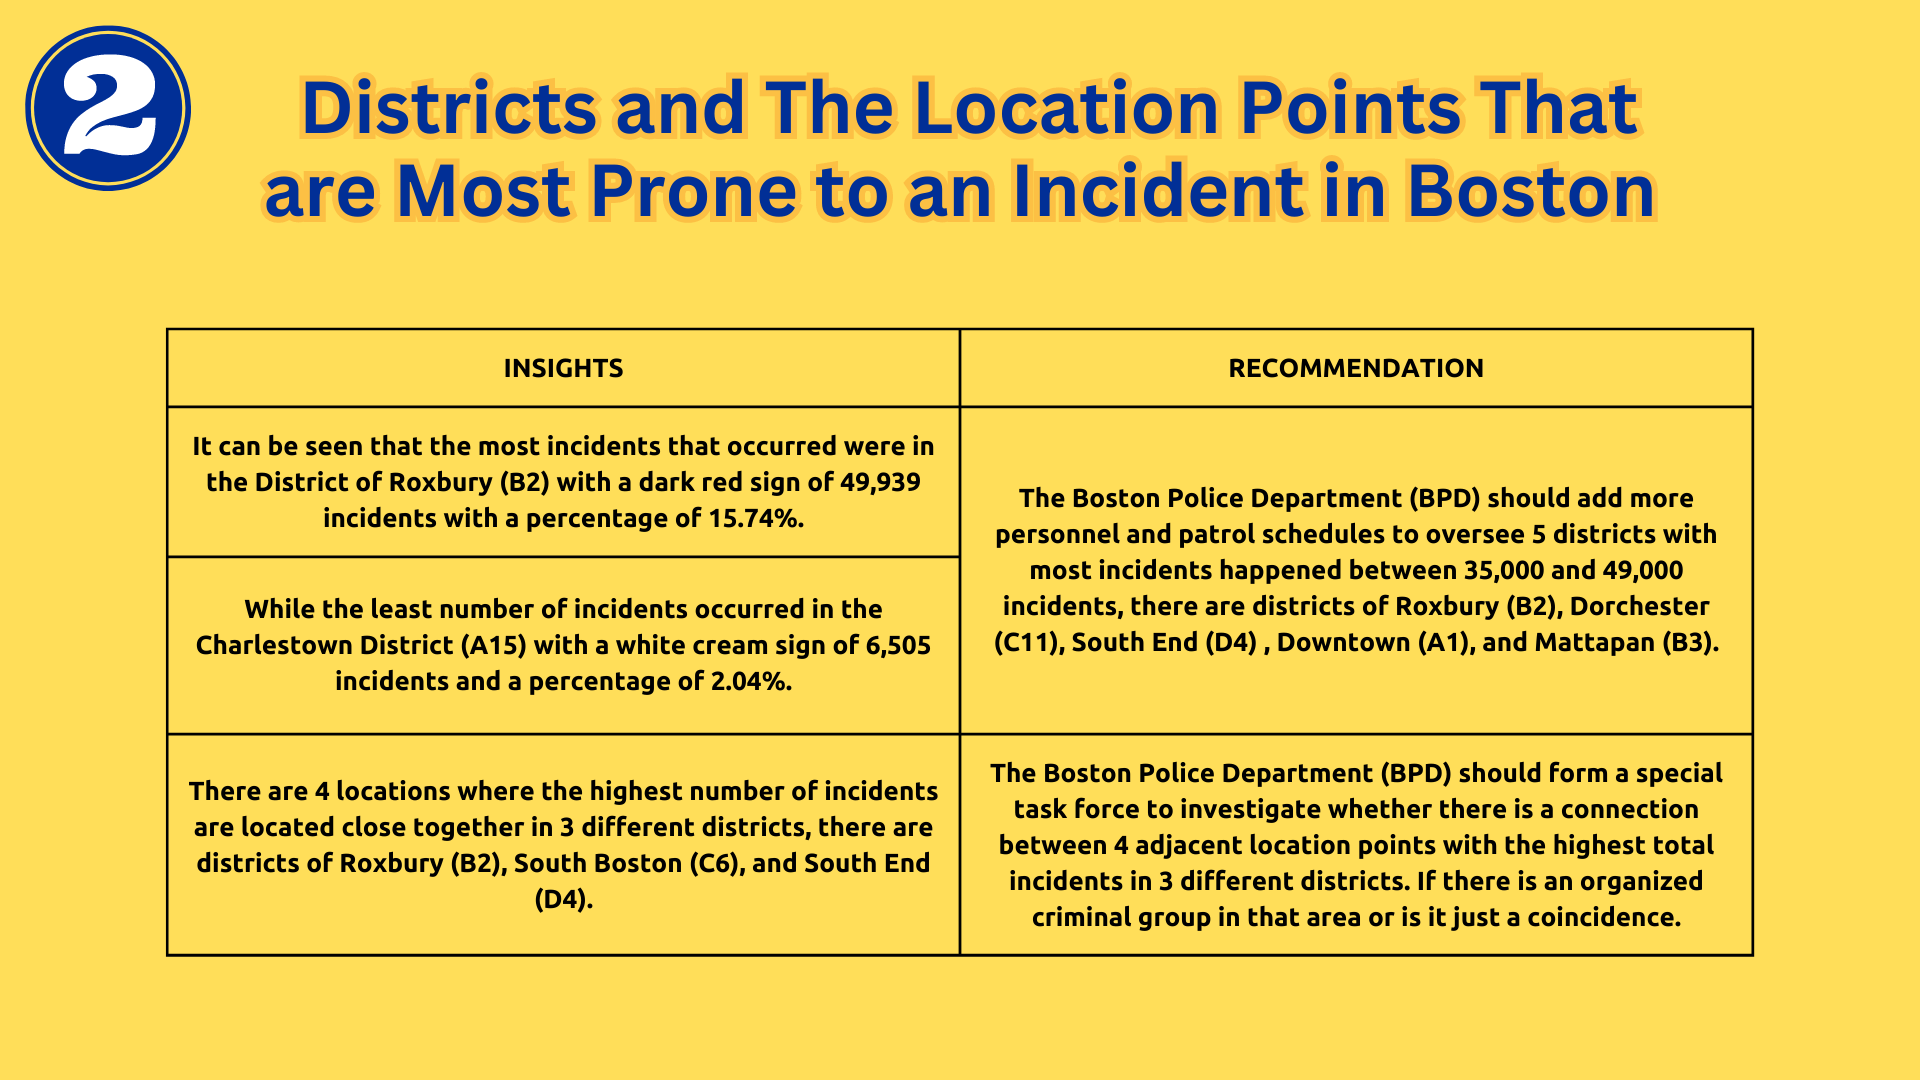 2
Districts and The Location Points That
are Most Prone to an Incident in Boston
INSIGHTS
RECOMMENDATION
It can be seen that the most incidents that occurred were in
the District of Roxbury (B2) with a dark red sign of 49,939
incidents with a percentage of 15.74%.
The Boston Police Department (BPD) should add more
personnel and patrol schedules to oversee 5 districts with
most incidents happened between 35,000 and 49,000
incidents, there are districts of Roxbury (B2), Dorchester
(C11), South End (D4) , Downtown (A1), and Mattapan (B3).
While the least number of incidents occurred in the
Charlestown District (A15) with a white cream sign of 6,505
incidents and a percentage of 2.04%.
There are 4 locations where the highest number of incidents
are located close together in 3 different districts, there are
districts of Roxbury (B2), South Boston (C6), and South End
(D4).
The Boston Police Department (BPD) should form a special
task force to investigate whether there is a connection
between 4 adjacent location points with the highest total
incidents in 3 different districts. If there is an organized
criminal group in that area or is it just a coincidence.